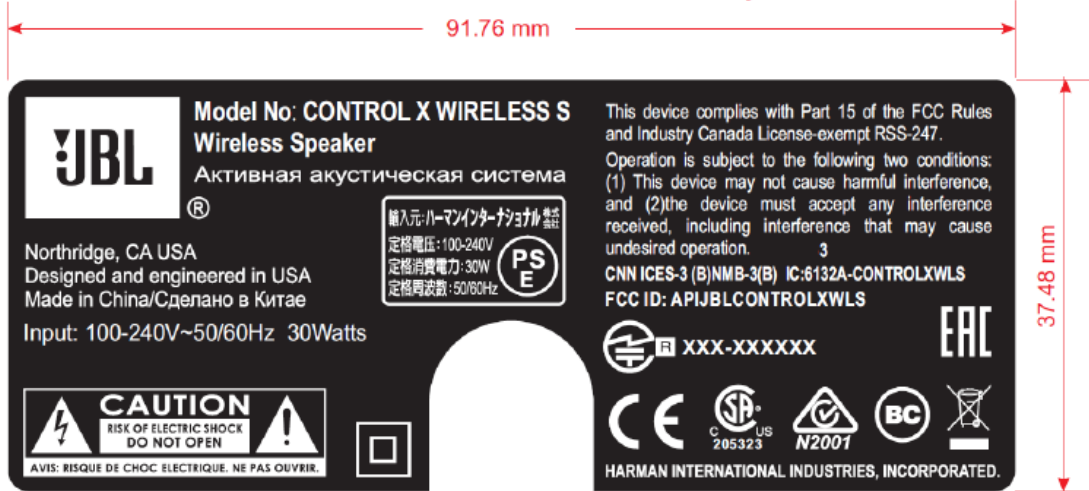 91.76 mm
JBL
®
Model No: CONTROL X WIRELESS S
Wireless Speaker
Активная акустическая система
Northridge, CA USA
Designed and engineered in USA
Made in China/Сделано в Китае
Input: 100-240V~50/60Hz 30Watts
輸入元:ハーマンインターナショナル株式会社
定格電圧:100-240V
定格消費電力:30W
定格周波数:50/60Hz
PS
E
CAUTION
RISK OF ELECTRIC SHOCK
DO NOT OPEN
AVIS: RISQUE DE CHOC ELECTRIQUE. NE PAS OUVRIR.
This device complies with Part 15 of the FCC Rules
and Industry Canada License-exempt RSS-247.
Operation is subject to the following two conditions:
(1) This device may not cause harmful interference,
and (2)the device must accept any interference
received, including interference that may cause
undesired operation. 3
CNN ICES-3 (B)NMB-3(B) IC:6132A-CONTROLXWLS
FCC ID: APIJBLCONTROLXWLS
R XXX-XXXXXX
EAC
CE
SA
C US
205323
N2001
BC
HARMAN INTERNATIONAL INDUSTRIES, INCORPORATED.
37.48 mm